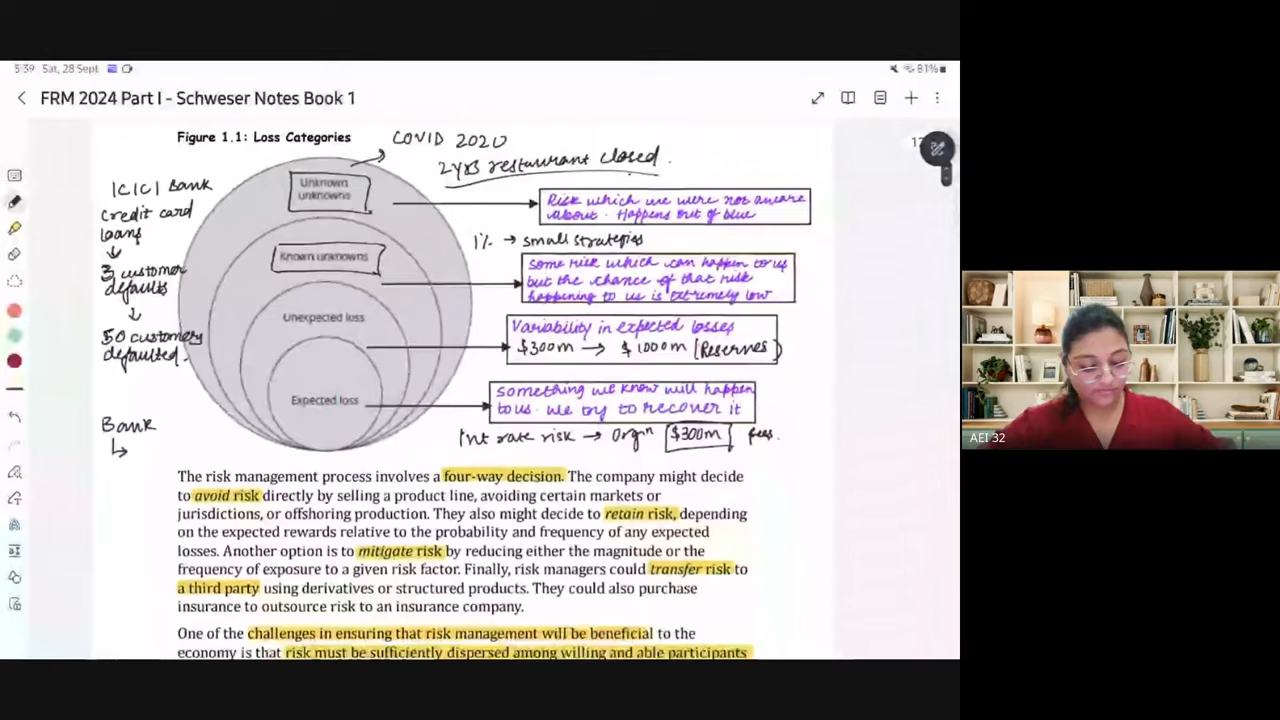 5:39 Sat, 28 Sept
81%
FRM 2024 Part I - Schweser Notes Book 1
Figure 1.1: Loss Categories
COVID 2020
2yrs restaurant closed.
ICICI Bank
Credit card
loans
3 customer
defaults
50 customers
defaulted.
Bank
Unknown
unknowns
Risk which we were not aware
about. Happens out of blue
1% → small strategies
Known unknowns
Some risk which can happen to us
but the chance of that risk
happening to us is extremely low
Unexpected loss
Variability in expected losses
$300m → $1000m (Reserves)
Expected loss
something we know will happen
to us. we try to recover it
Int rate risk → Orgn $300m fees.
The risk management process involves a four-way decision. The company might decide
to avoid risk directly by selling a product line, avoiding certain markets or
jurisdictions, or offshoring production. They also might decide to retain risk, depending
on the expected rewards relative to the probability and frequency of any expected
losses. Another option is to mitigate risk by reducing either the magnitude or the
frequency of exposure to a given risk factor. Finally, risk managers could transfer risk to
a third party using derivatives or structured products. They could also purchase
insurance to outsource risk to an insurance company.
One of the challenges in ensuring that risk management will be beneficial to the
economy is that risk must be sufficiently dispersed among willing and able participants
AEI 32